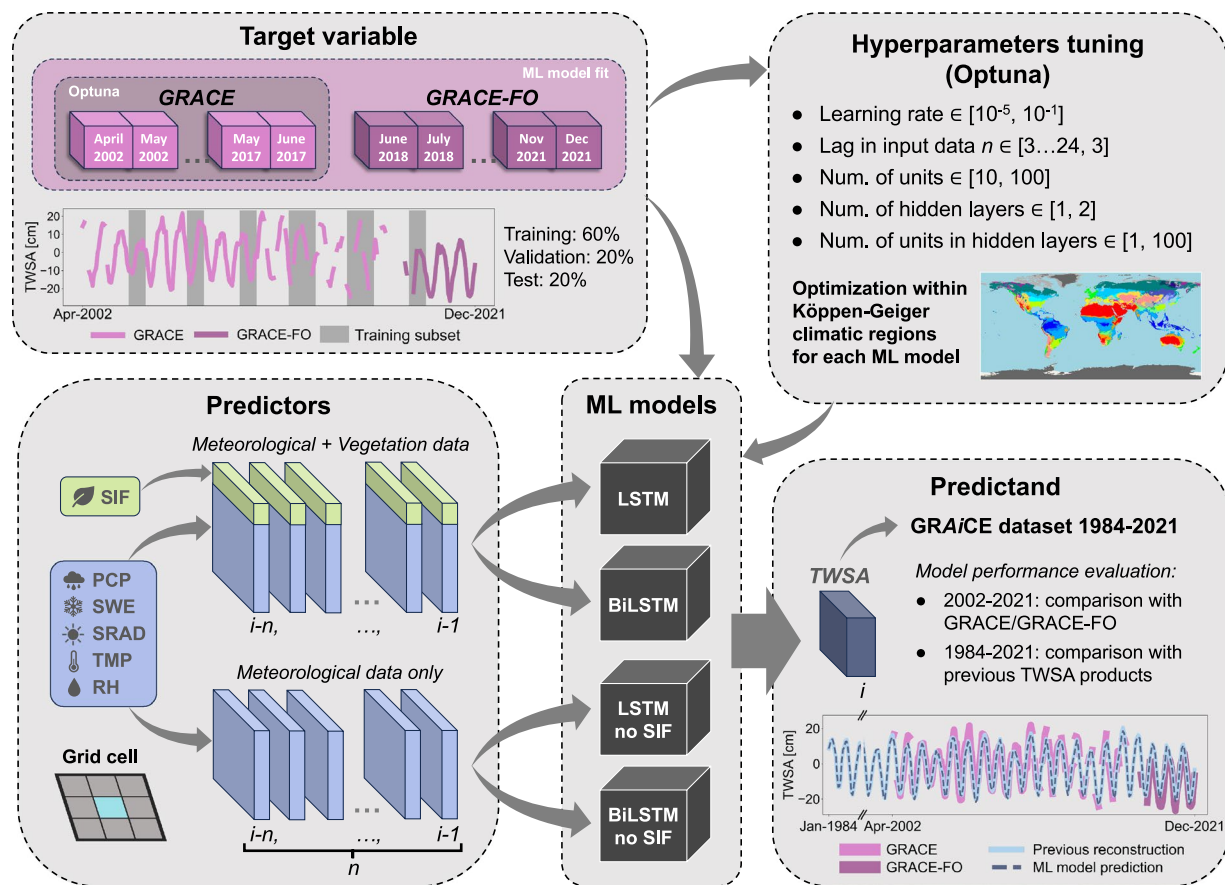 Target variable
ML model fit
Optuna
GRACE
GRACE-FO
April 2002
May 2002
...
May 2017
June 2017
June 2018
July 2018
...
Nov 2021
Dec 2021
TWSA [cm]
20
10
0
−10
−20
Apr-2002
Dec-2021
Training: 60%
Validation: 20%
Test: 20%
GRACE
GRACE-FO
Training subset
Hyperparameters tuning
(Optuna)
● Learning rate ∈ [10⁻⁵, 10⁻¹]
● Lag in input data n ∈ [3…24, 3]
● Num. of units ∈ [10, 100]
● Num. of hidden layers ∈ [1, 2]
● Num. of units in hidden layers ∈ [1, 100]
Optimization within
Köppen-Geiger
climatic regions
for each ML model
Predictors
Meteorological + Vegetation data
SIF
PCP
SWE
SRAD
TMP
RH
...
i-n, ..., i-1
Meteorological data only
...
i-n, ..., i-1
n
Grid cell
ML models
LSTM
BiLSTM
LSTM
no SIF
BiLSTM
no SIF
Predictand
GRAiCE dataset 1984-2021
TWSA
i
Model performance evaluation:
● 2002-2021: comparison with
GRACE/GRACE-FO
● 1984-2021: comparison with
previous TWSA products
TWSA [cm]
20
0
−20
//
//
Jan-1984
Apr-2002
Dec-2021
GRACE
GRACE-FO
Previous reconstruction
ML model prediction